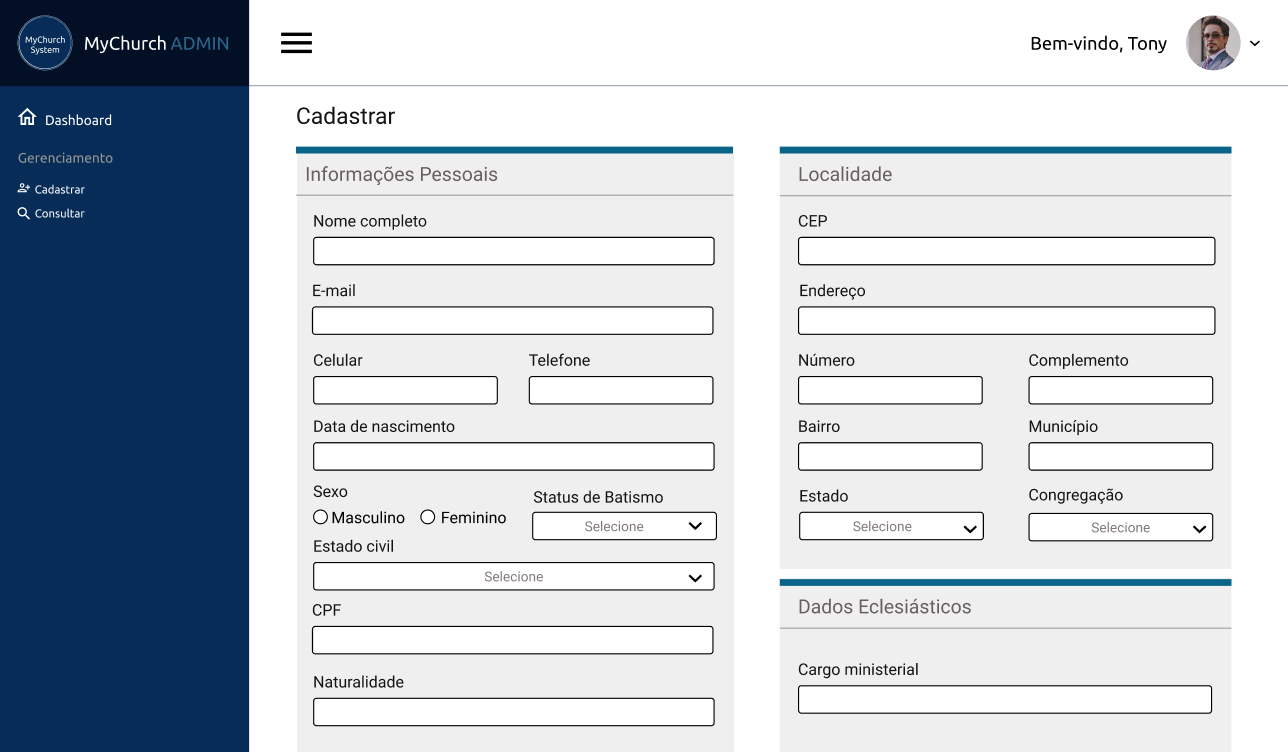 MyChurch
System
MyChurch ADMIN
Bem-vindo, Tony
Dashboard
Gerenciamento
Cadastrar
Consultar
Cadastrar
Informações Pessoais
Nome completo
E-mail
Celular Telefone
Data de nascimento
Sexo
Status de Batismo
Masculino Feminino
Selecione
Estado civil
Selecione
CPF
Naturalidade
Localidade
CEP
Endereço
Número Complemento
Bairro Município
Estado Congregação
Selecione Selecione
Dados Eclesiásticos
Cargo ministerial